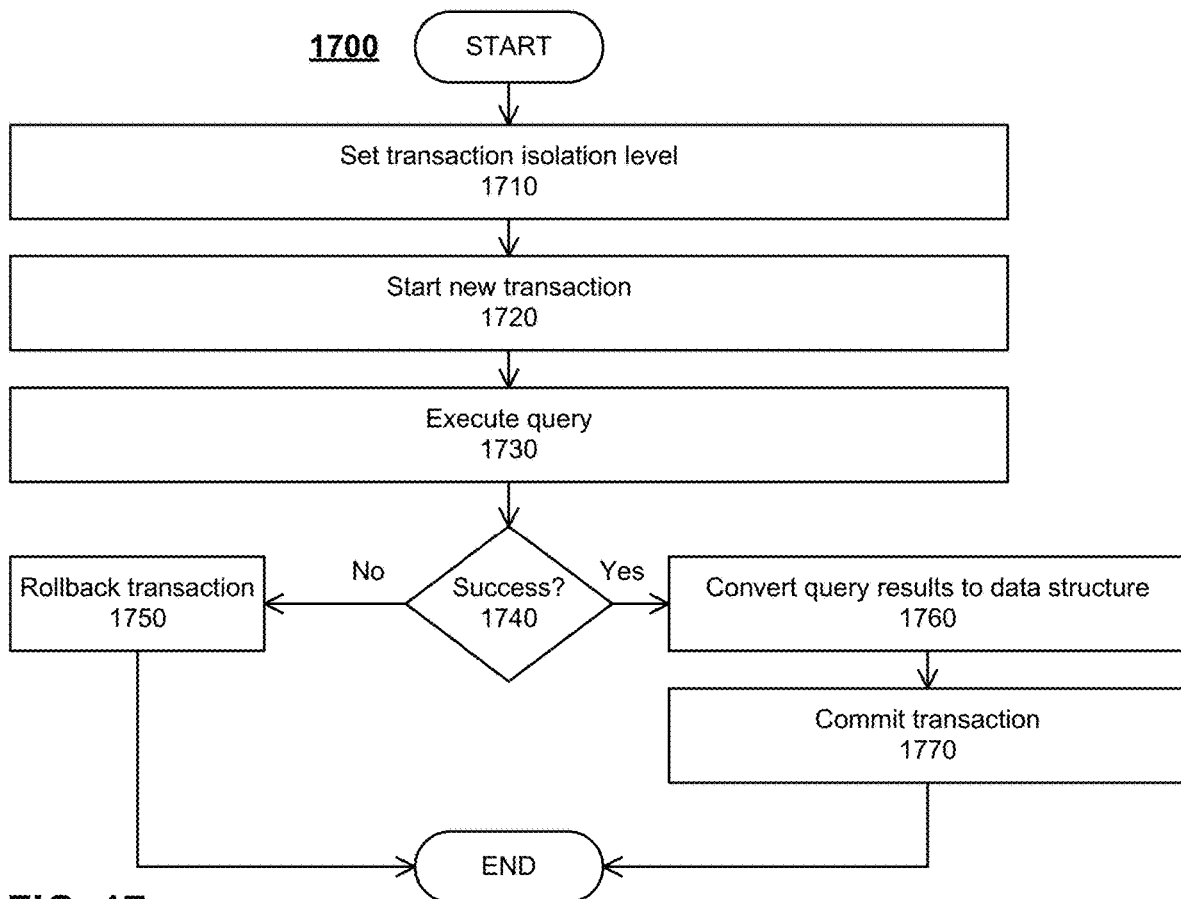 1700
START
Set transaction isolation level
1710
Start new transaction
1720
Execute query
1730
No
Success?
1740
Yes
Rollback transaction
1750
Convert query results to data structure
1760
Commit transaction
1770
END